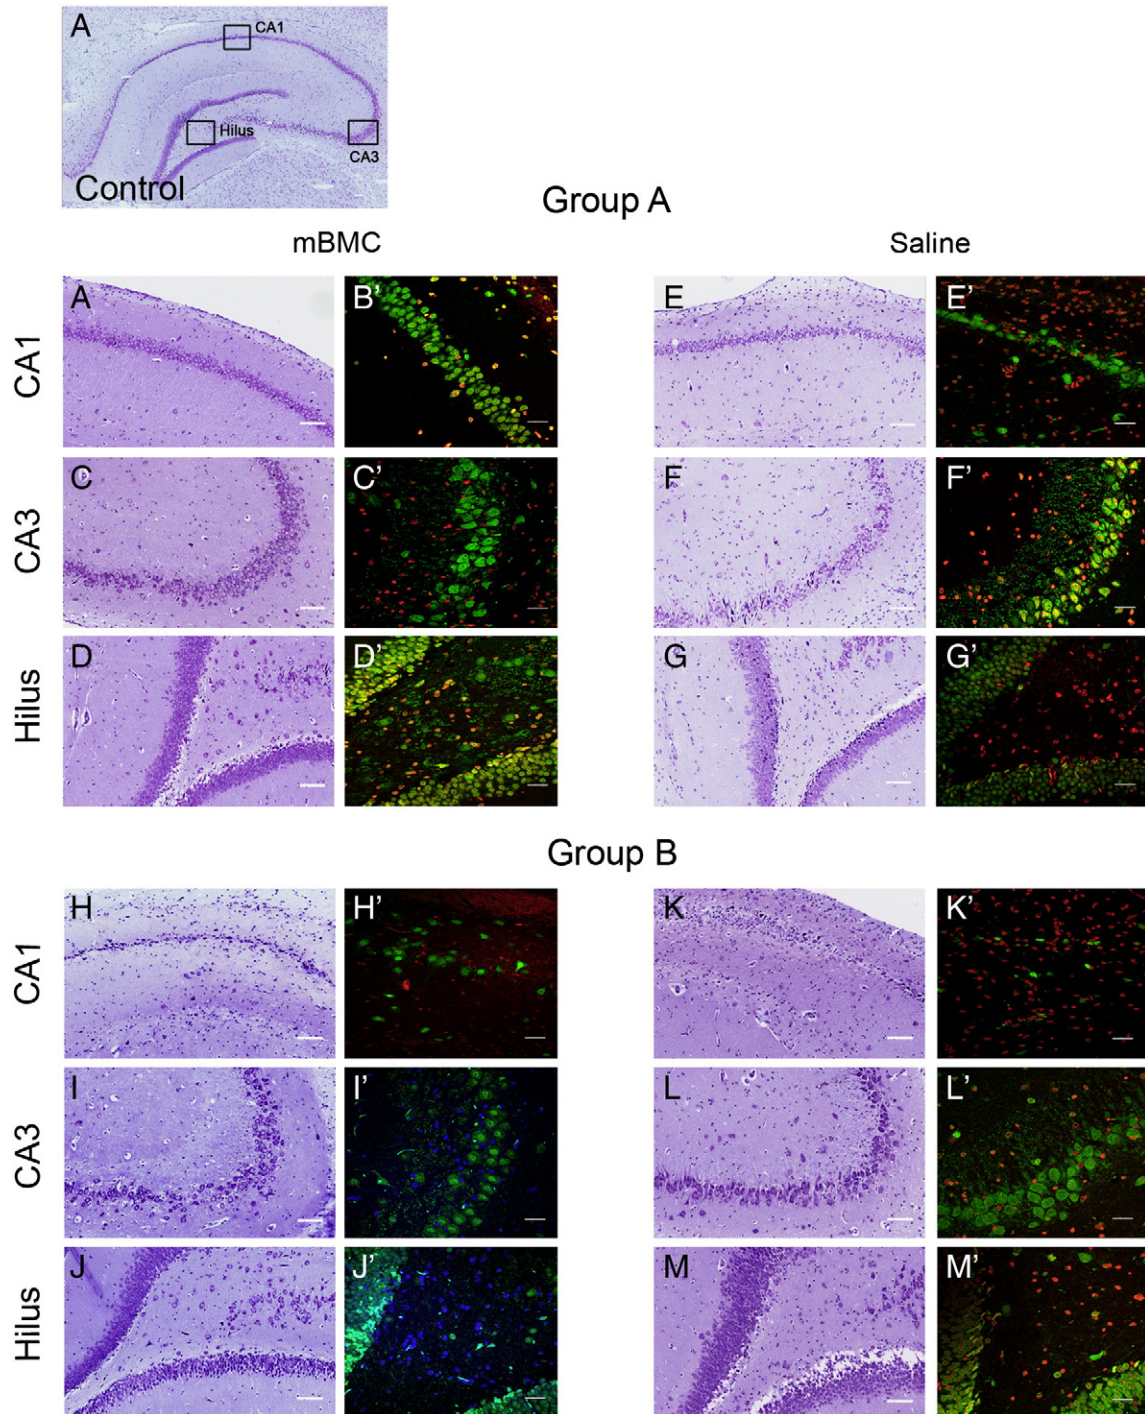 A
CA1
Hilus
CA3
Control
Group A
mBMC
Saline
CA1
A
B'
E
E'
CA3
C
C'
F
F'
Hilus
D
D'
G
G'
Group B
CA1
H
H'
K
K'
CA3
I
I'
L
L'
Hilus
J
J'
M
M'